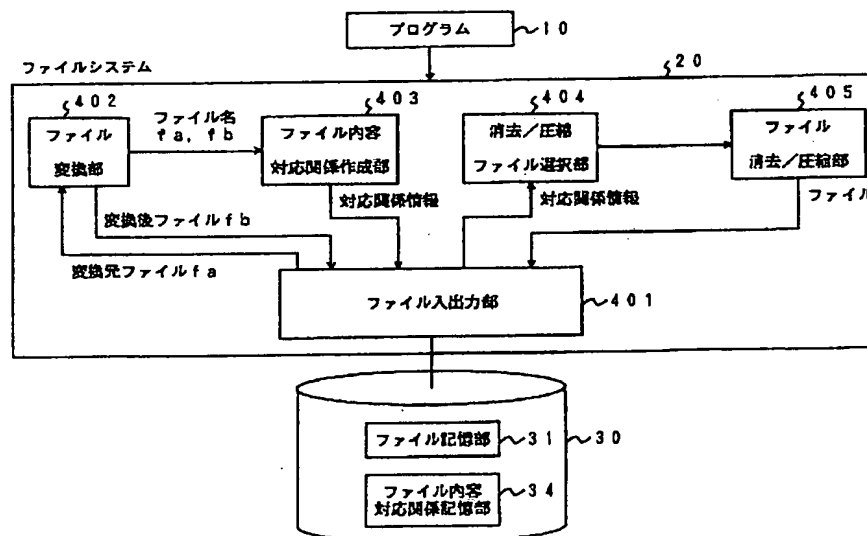 プログラム
10
ファイルシステム
20
402
ファイル
変換部
ファイル名
fa, fb
403
ファイル内容
対応関係作成部
404
消去/圧縮
ファイル選択部
405
ファイル
消去/圧縮部
対応関係情報
対応関係情報
ファイル
変換後ファイルfb
変換元ファイルfa
ファイル入出力部
401
ファイル記憶部
31
30
ファイル内容
対応関係記憶部
34